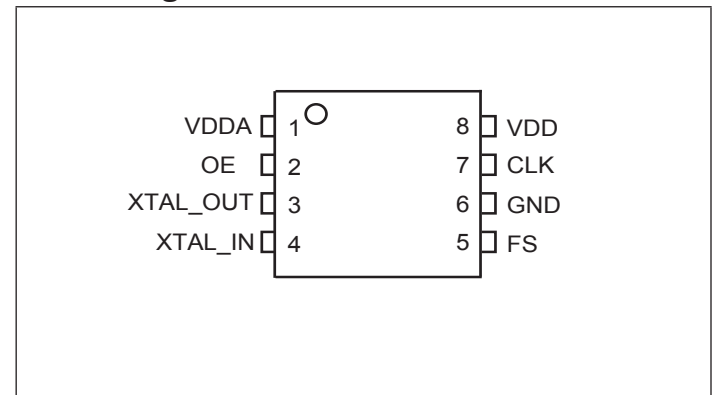 VDDA 1 8 VDD
OE 2 7 CLK
XTAL_OUT 3 6 GND
XTAL_IN 4 5 FS